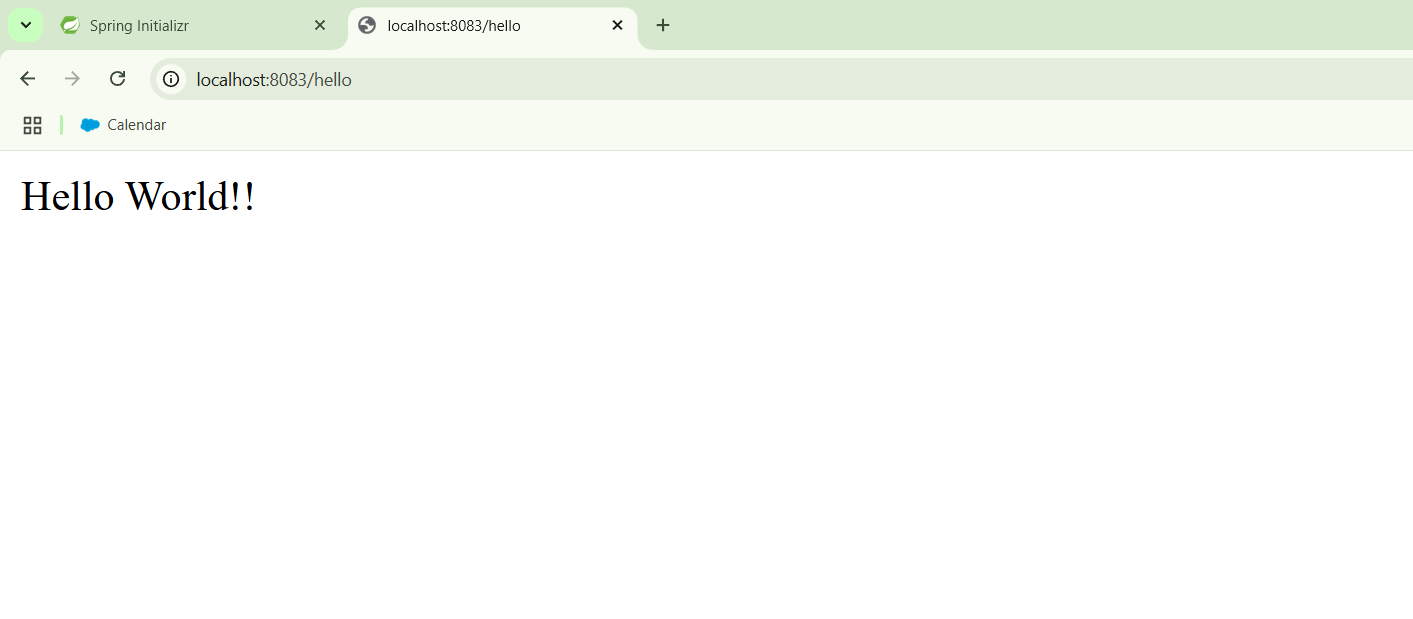 Spring Initializr
localhost:8083/hello
localhost:8083/hello
Calendar
Hello World!!